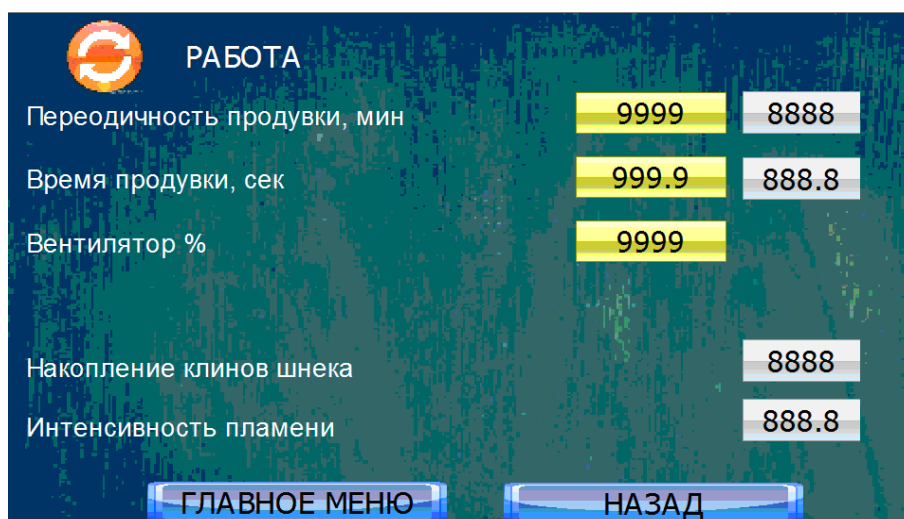 РАБОТА
Переодичность продувки, мин 9999 8888
Время продувки, сек 999.9 888.8
Вентилятор % 9999
Накопление клинов шнека 8888
Интенсивность пламени 888.8
ГЛАВНОЕ МЕНЮ НАЗАД